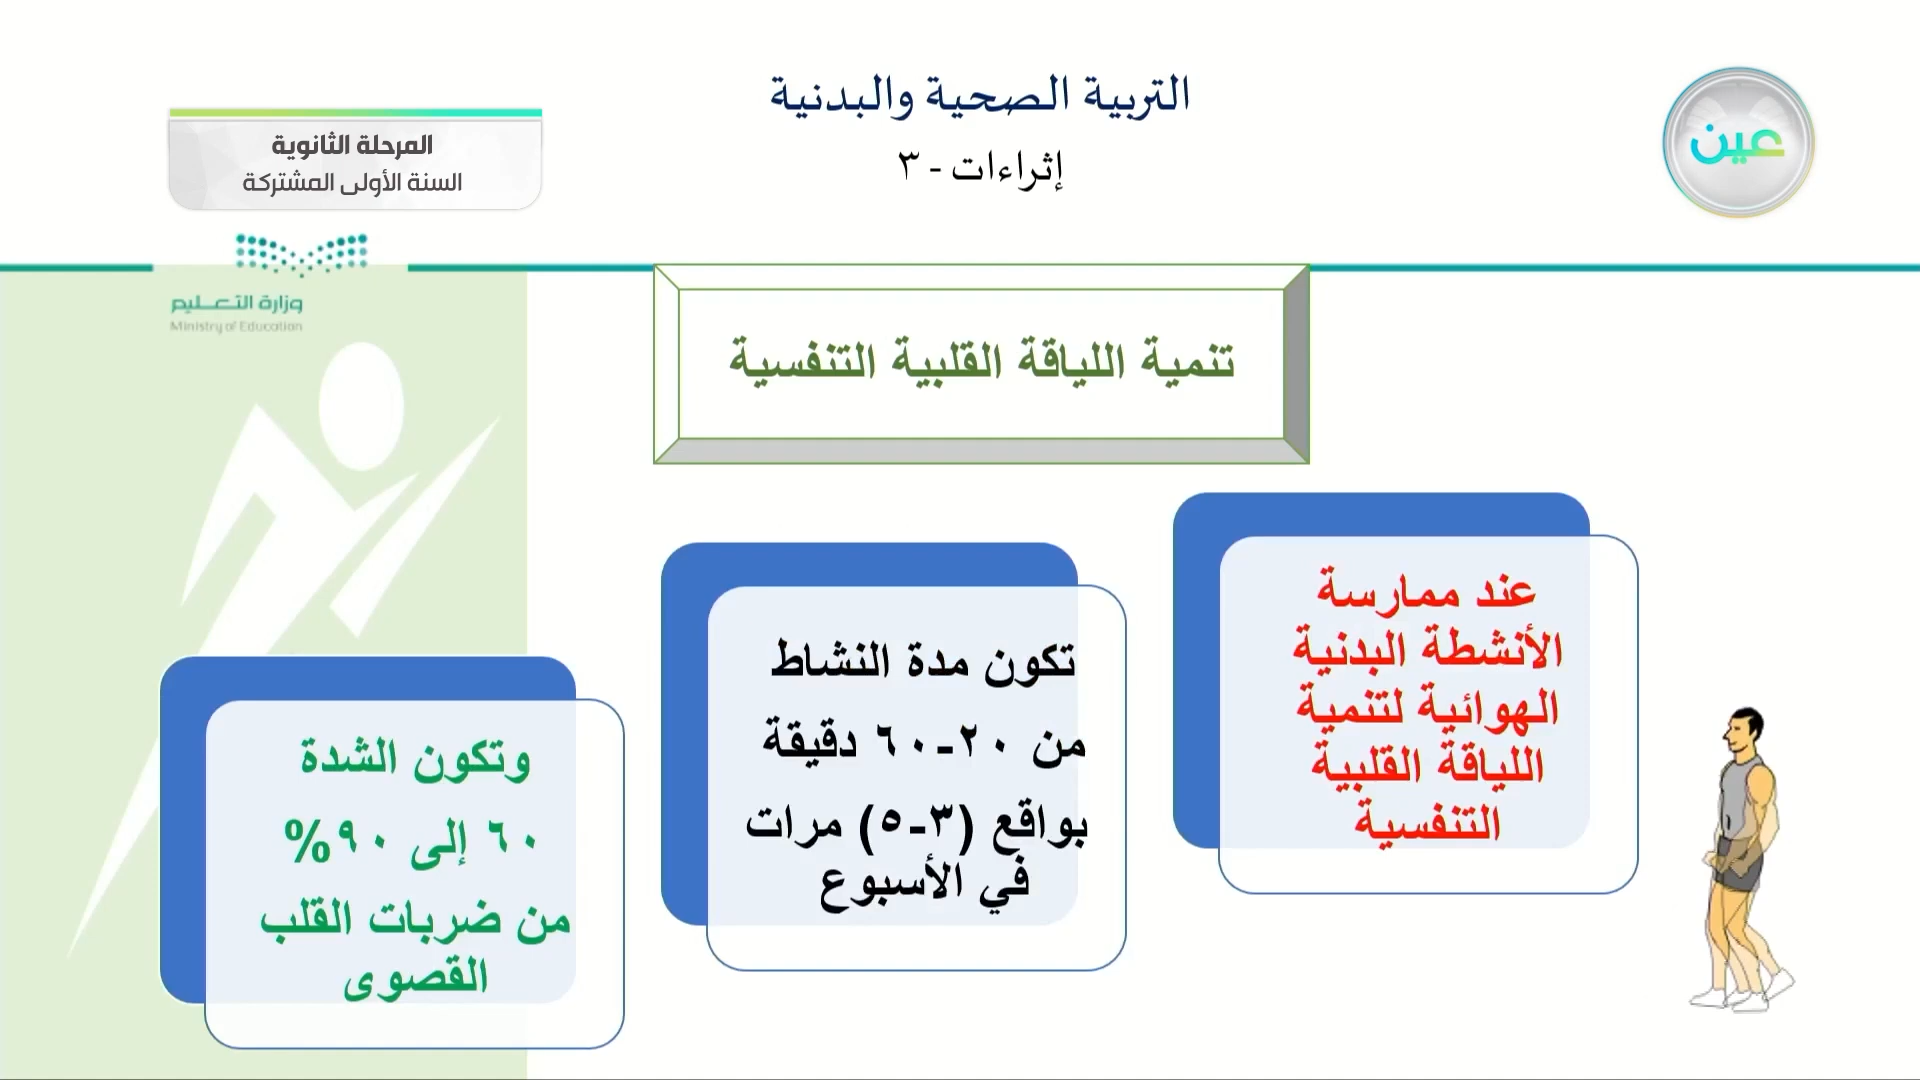 التربية الصحية والبدنية
إثراءات - ٣
عين
المرحلة الثانوية
السنة الأولى المشتركة
وزارة التعليم
Ministry of Education
تنمية اللياقة القلبية التنفسية
عند ممارسة
الأنشطة البدنية
الهوائية لتنمية
اللياقة القلبية
التنفسية
تكون مدة النشاط
من ٢٠-٦٠ دقيقة
بواقع (٣-٥) مرات
في الأسبوع
وتكون الشدة
٦٠ إلى ٩٠%
من ضربات القلب
القصوى